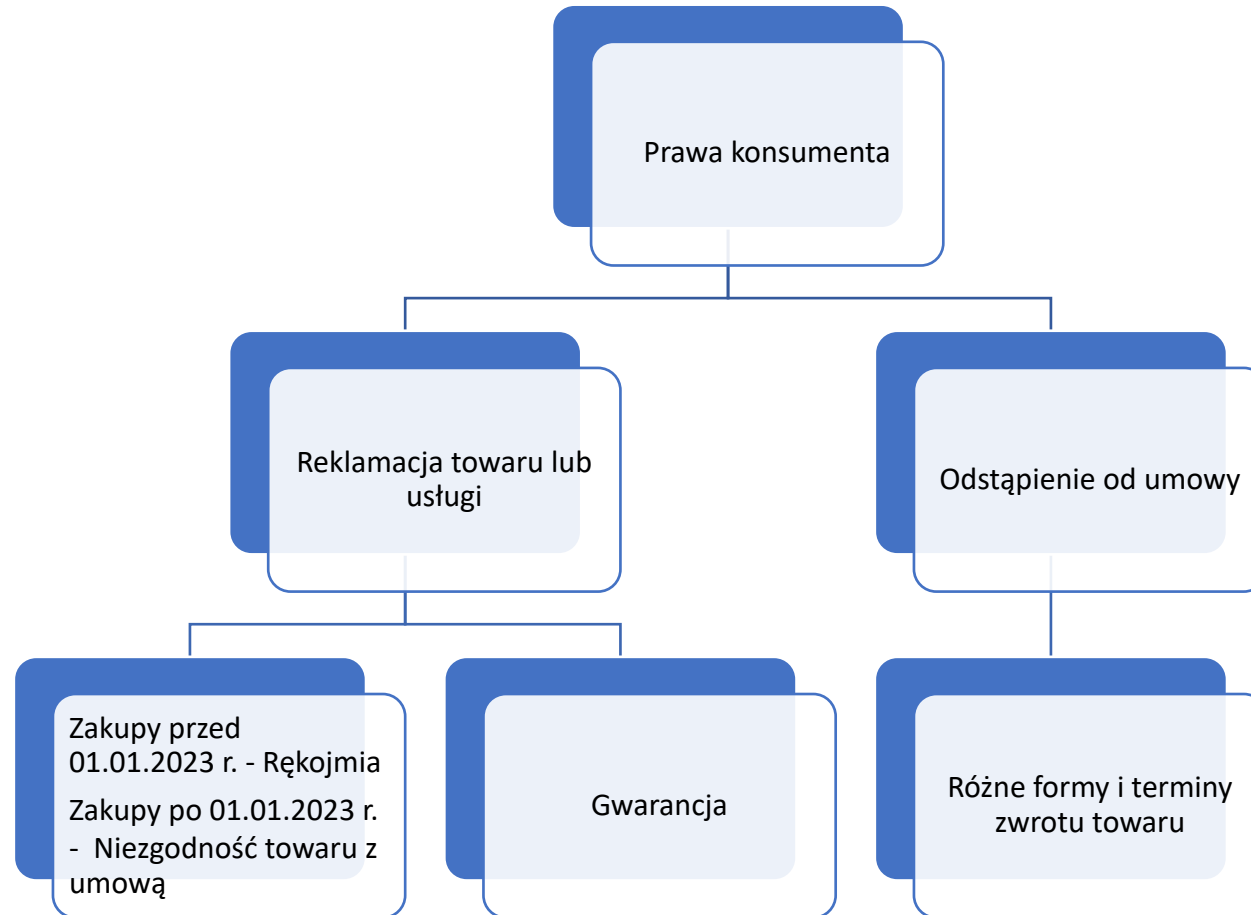 Prawa konsumenta
Reklamacja towaru lub
usługi
Odstąpienie od umowy
Zakupy przed
01.01.2023 r. - Rękojmia
Zakupy po 01.01.2023 r.
- Niezgodność towaru z
umową
Gwarancja
Różne formy i terminy
zwrotu towaru